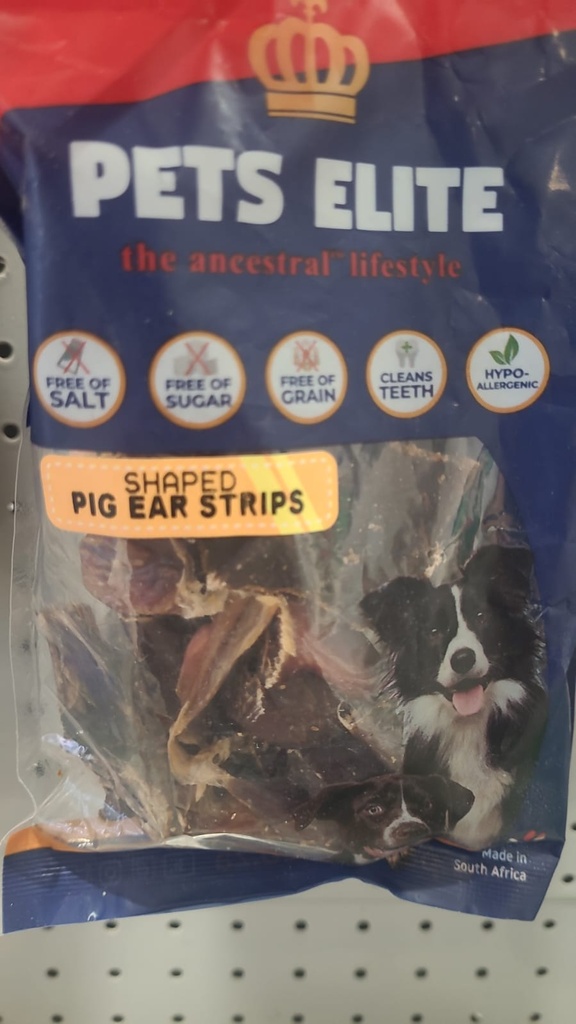 PETS ELITE
the ancestral™ lifestyle
FREE OF
SALT
FREE OF
SUGAR
FREE OF
GRAIN
CLEANS
TEETH
HYPO-
ALLERGENIC
SHAPED
PIG EAR STRIPS
Made in
South Africa